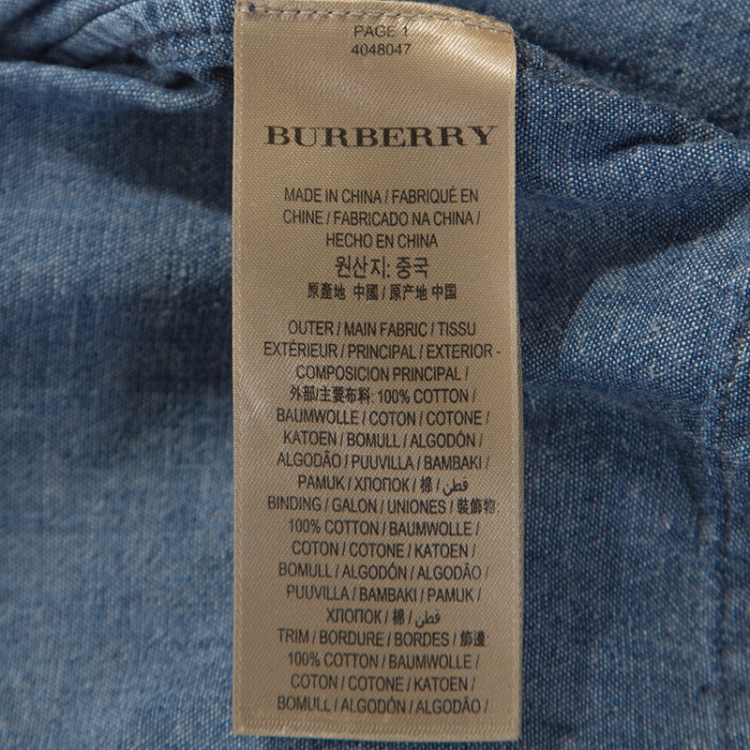 PAGE 1
4048047
BURBERRY
MADE IN CHINA / FABRIQUÉ EN
CHINE / FABRICADO NA CHINA /
HECHO EN CHINA
원산지: 중국
原產地 中國 / 原产地 中国
OUTER / MAIN FABRIC / TISSU
EXTÉRIEUR / PRINCIPAL / EXTERIOR -
COMPOSICION PRINCIPAL /
外部/主要布料: 100% COTTON /
BAUMWOLLE / COTON / COTONE /
KATOEN / BOMULL / ALGODÓN /
ALGODÃO / PUUVILLA / BAMBAKI /
PAMUK / ХЛОПОК / 棉 / قطن /
BINDING / GALON / UNIONES / 裝飾物:
100% COTTON / BAUMWOLLE /
COTON / COTONE / KATOEN /
BOMULL / ALGODÓN / ALGODÃO /
PUUVILLA / BAMBAKI / PAMUK /
ХЛОПОК / 棉 / قطن /
TRIM / BORDURE / BORDES / 飾邊:
100% COTTON / BAUMWOLLE /
COTON / COTONE / KATOEN /
BOMULL / ALGODÓN / ALGODÃO /